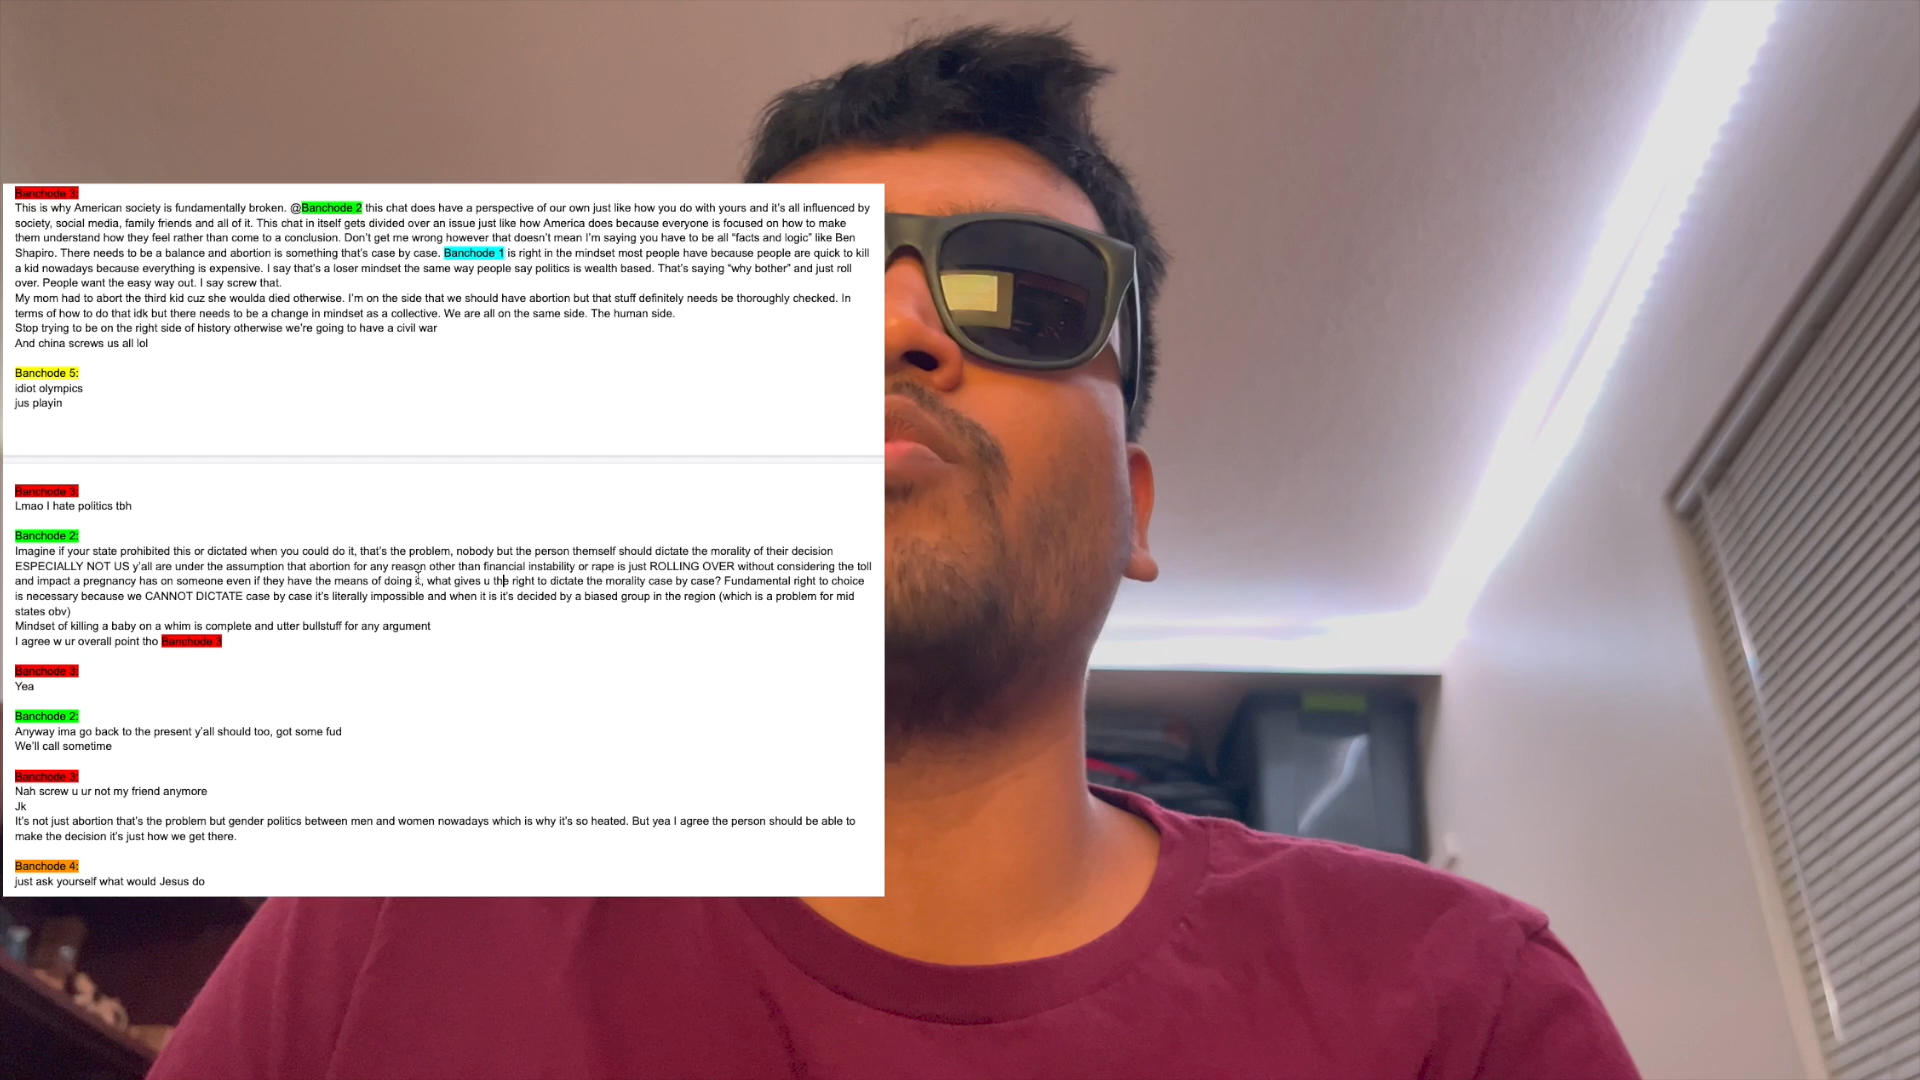 Banchode 3:
This is why American society is fundamentally broken. @Banchode 2 this chat does have a perspective of our own just like how you do with yours and it's all influenced by
society, social media, family friends and all of it. This chat in itself gets divided over an issue just like how America does because everyone is focused on how to make
them understand how they feel rather than come to a conclusion. Don't get me wrong however that doesn't mean I'm saying you have to be all “facts and logic” like Ben
Shapiro. There needs to be a balance and abortion is something that's case by case. Banchode 1 is right in the mindset most people have because people are quick to kill
a kid nowadays because everything is expensive. I say that's a loser mindset the same way people say politics is wealth based. That's saying “why bother” and just roll
over. People want the easy way out. I say screw that.
My mom had to abort the third kid cuz she woulda died otherwise. I'm on the side that we should have abortion but that stuff definitely needs be thoroughly checked. In
terms of how to do that idk but there needs to be a change in mindset as a collective. We are all on the same side. The human side.
Stop trying to be on the right side of history otherwise we're going to have a civil war
And china screws us all lol
Banchode 5:
idiot olympics
jus playin
Banchode 3:
Lmao I hate politics tbh
Banchode 2:
Imagine if your state prohibited this or dictated when you could do it, that's the problem, nobody but the person themself should dictate the morality of their decision
ESPECIALLY NOT US y'all are under the assumption that abortion for any reason other than financial instability or rape is just ROLLING OVER without considering the toll
and impact a pregnancy has on someone even if they have the means of doing it, what gives u the right to dictate the morality case by case? Fundamental right to choice
is necessary because we CANNOT DICTATE case by case it's literally impossible and when it is it's decided by a biased group in the region (which is a problem for mid
states obv)
Mindset of killing a baby on a whim is complete and utter bullstuff for any argument
I agree w ur overall point tho Banchode 3
Banchode 3:
Yea
Banchode 2:
Anyway ima go back to the present y'all should too, got some fud
We'll call sometime
Banchode 3:
Nah screw u ur not my friend anymore
Jk
It's not just abortion that's the problem but gender politics between men and women nowadays which is why it's so heated. But yea I agree the person should be able to
make the decision it's just how we get there.
Banchode 4:
just ask yourself what would Jesus do